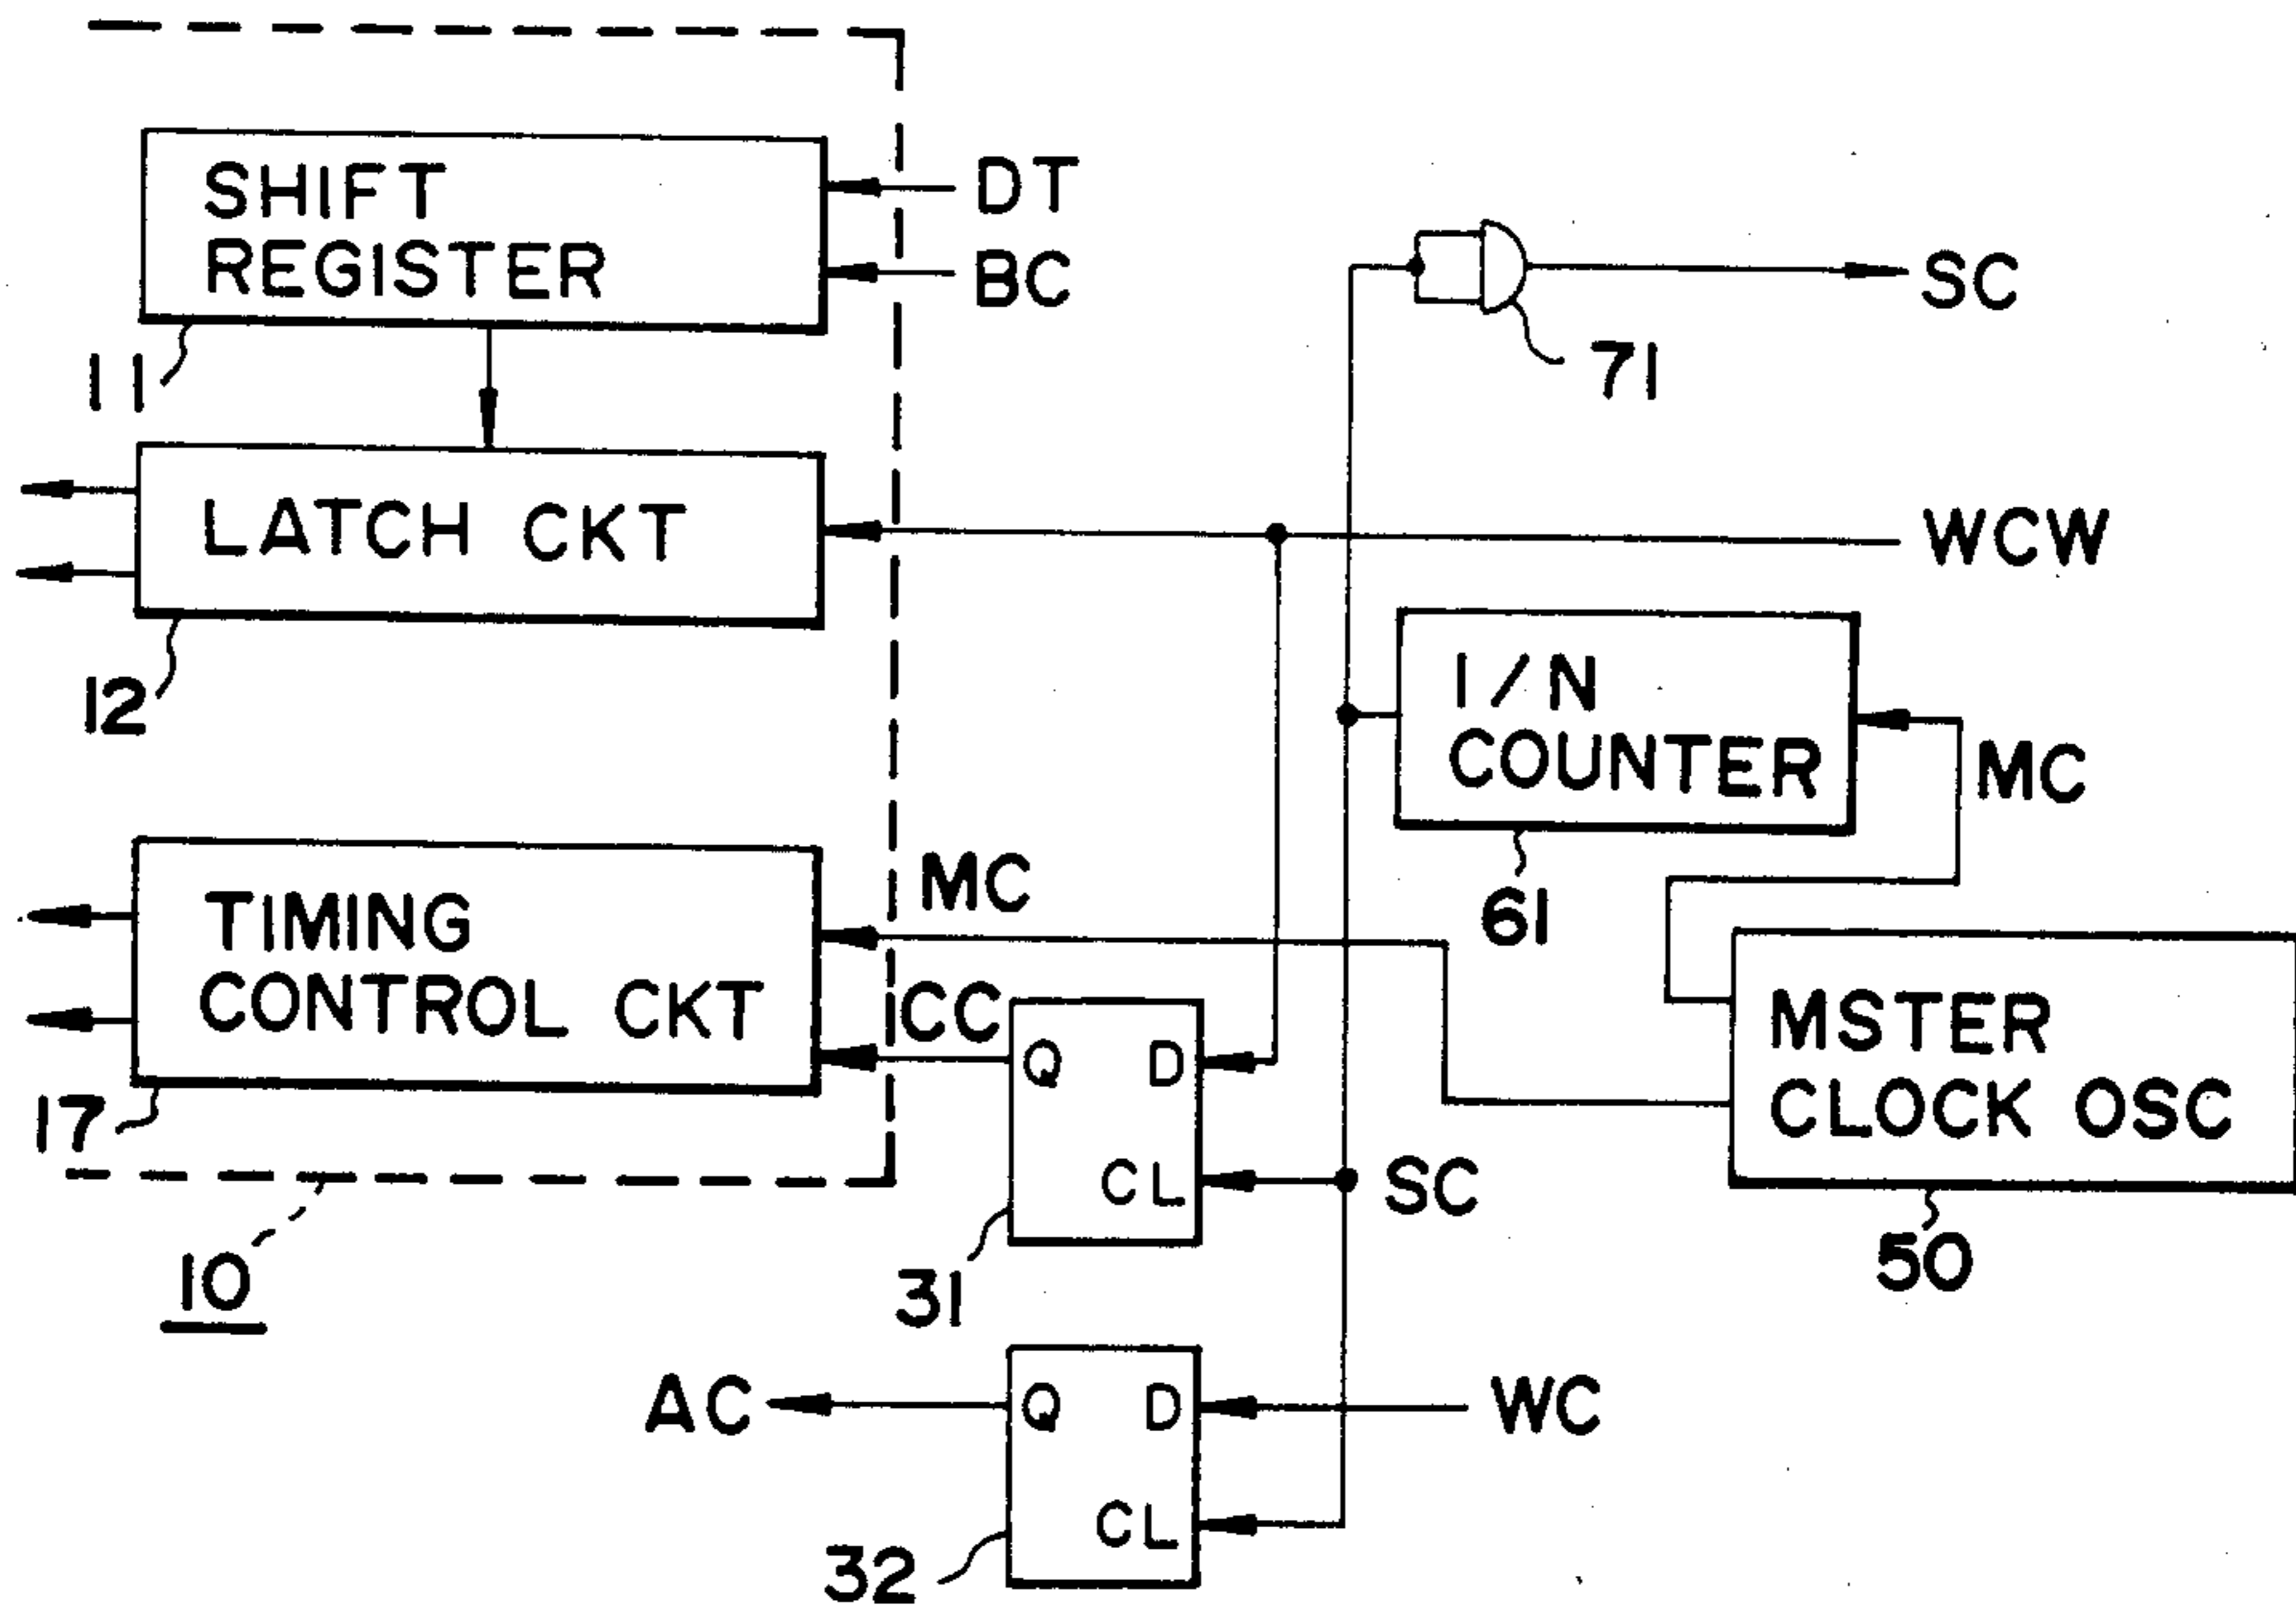 SHIFT
REGISTER
DT
BC
11
SC
71
LATCH CKT
WCW
12
1/N
COUNTER
MC
61
TIMING
CONTROL CKT
MC
CC
17
Q D
CL
SC
31
MSTER
CLOCK OSC
50
10
AC
Q D
CL
WC
32